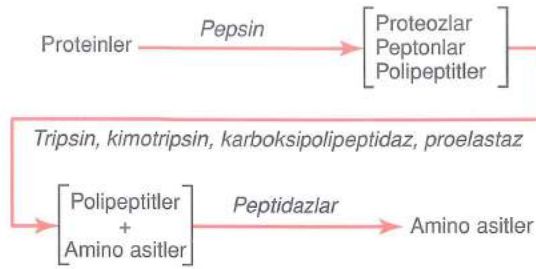 Proteinler
Pepsin
Proteozlar
Peptonlar
Polipeptitler
Tripsin, kimotripsin, karboksipolipeptidaz, proelastaz
Polipeptitler
+
Amino asitler
Peptidazlar
Amino asitler